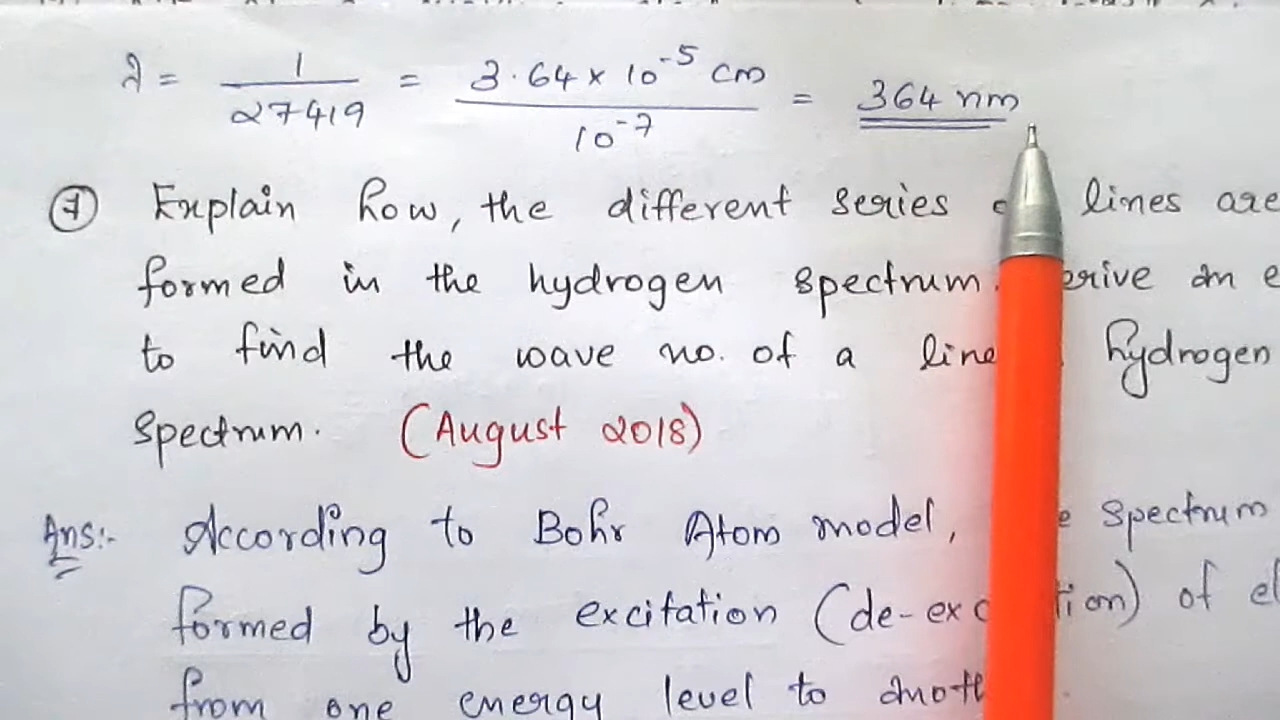 λ = 1/27419 = 3.64 × 10⁻⁵ cm/10⁻⁷ = 364 nm
⑦ Explain how, the different series lines are
formed in the hydrogen spectrum. an
to find the wave no. of a line hydrogen
spectrum. (August 2018)
Ans:- According to Bohr Atom model, spectrum
formed by the excitation of
from one energy level to